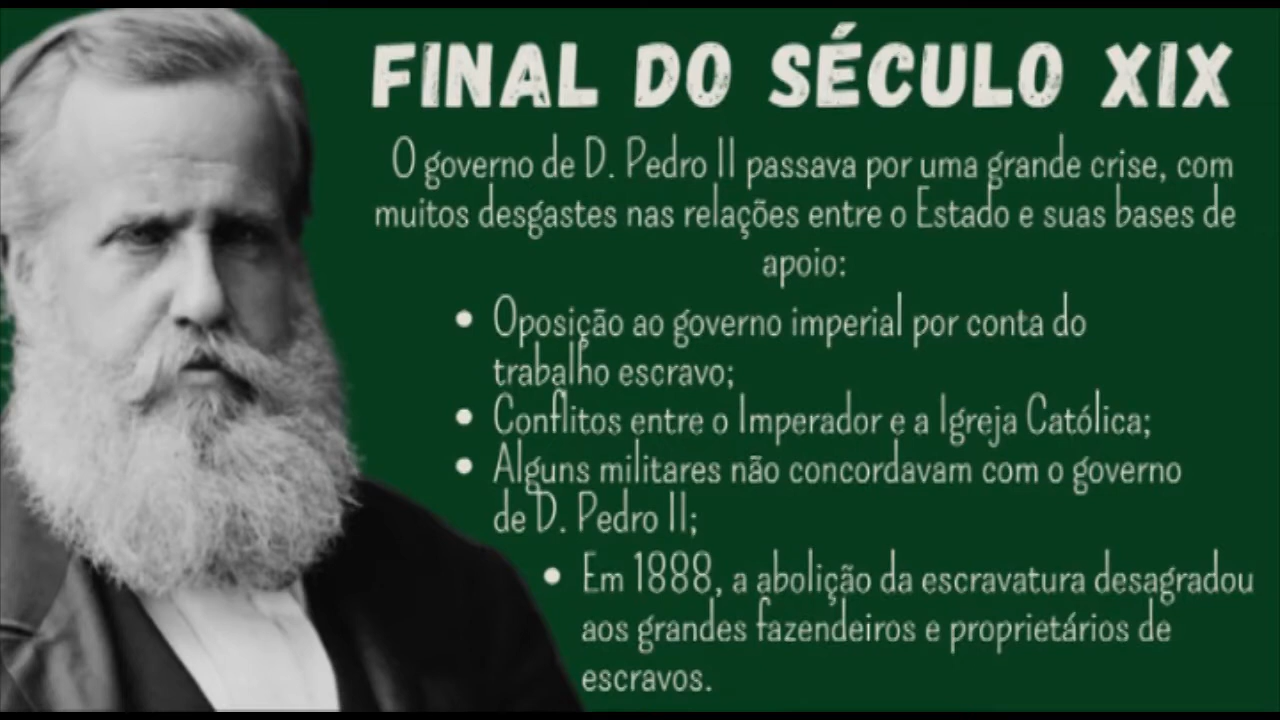 FINAL DO SÉCULO XIX
O governo de D. Pedro II passava por uma grande crise, com
muitos desgastes nas relações entre o Estado e suas bases de
apoio:
• Oposição ao governo imperial por conta do
trabalho escravo;
• Conflitos entre o Imperador e a Igreja Católica;
• Alguns militares não concordavam com o governo
de D. Pedro II;
• Em 1888, a abolição da escravatura desagradou
aos grandes fazendeiros e proprietários de
escravos.